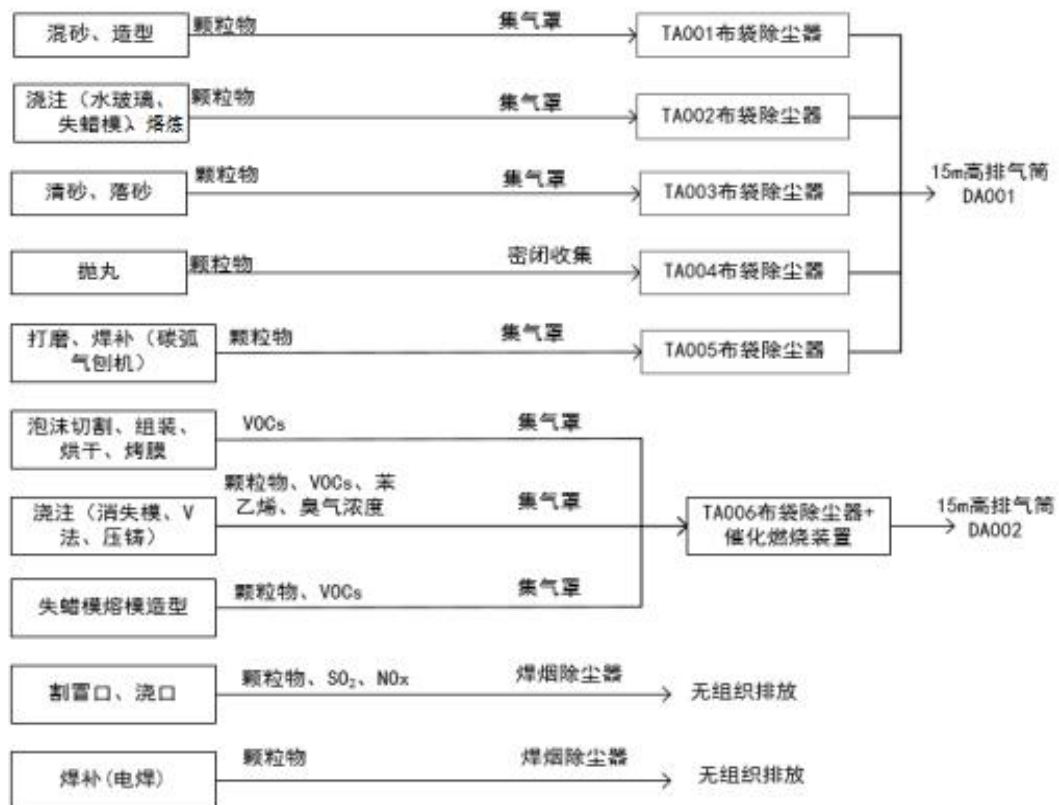 混砂、造型
颗粒物
集气罩
TA001布袋除尘器
浇注（水玻璃、
失蜡模）、熔炼
颗粒物
集气罩
TA002布袋除尘器
清砂、落砂
颗粒物
集气罩
TA003布袋除尘器
15m高排气筒
DA001
抛丸
颗粒物
密闭收集
TA004布袋除尘器
打磨、焊补（碳弧
气刨机）
颗粒物
集气罩
TA005布袋除尘器
泡沫切割、组装、
烘干、烤膜
VOCs
集气罩
浇注（消失模、V
法、压铸）
颗粒物、VOCs、苯
乙烯、臭气浓度
集气罩
TA006布袋除尘器+
催化燃烧装置
15m高排气筒
DA002
失蜡模熔模造型
颗粒物、VOCs
集气罩
割冒口、浇口
颗粒物、SO₂、NOx
焊烟除尘器
无组织排放
焊补(电焊)
颗粒物
焊烟除尘器
无组织排放